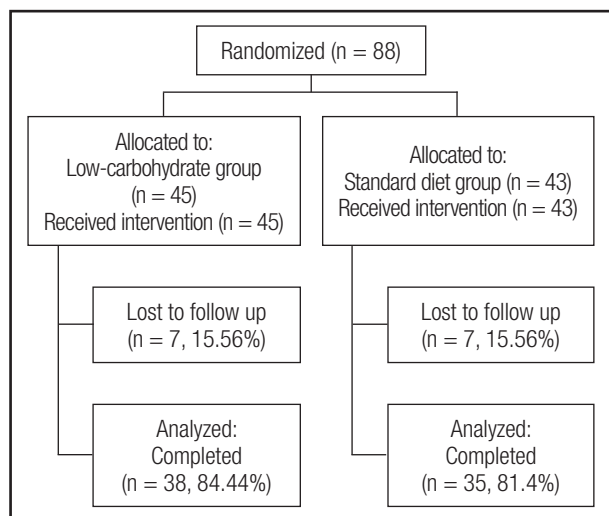 Randomized (n = 88)
Allocated to:
Low-carbohydrate group
(n = 45)
Received intervention (n = 45)
Allocated to:
Standard diet group (n = 43)
Received intervention (n = 43)
Lost to follow up
(n = 7, 15.56%)
Lost to follow up
(n = 7, 15.56%)
Analyzed:
Completed
(n = 38, 84.44%)
Analyzed:
Completed
(n = 35, 81.4%)